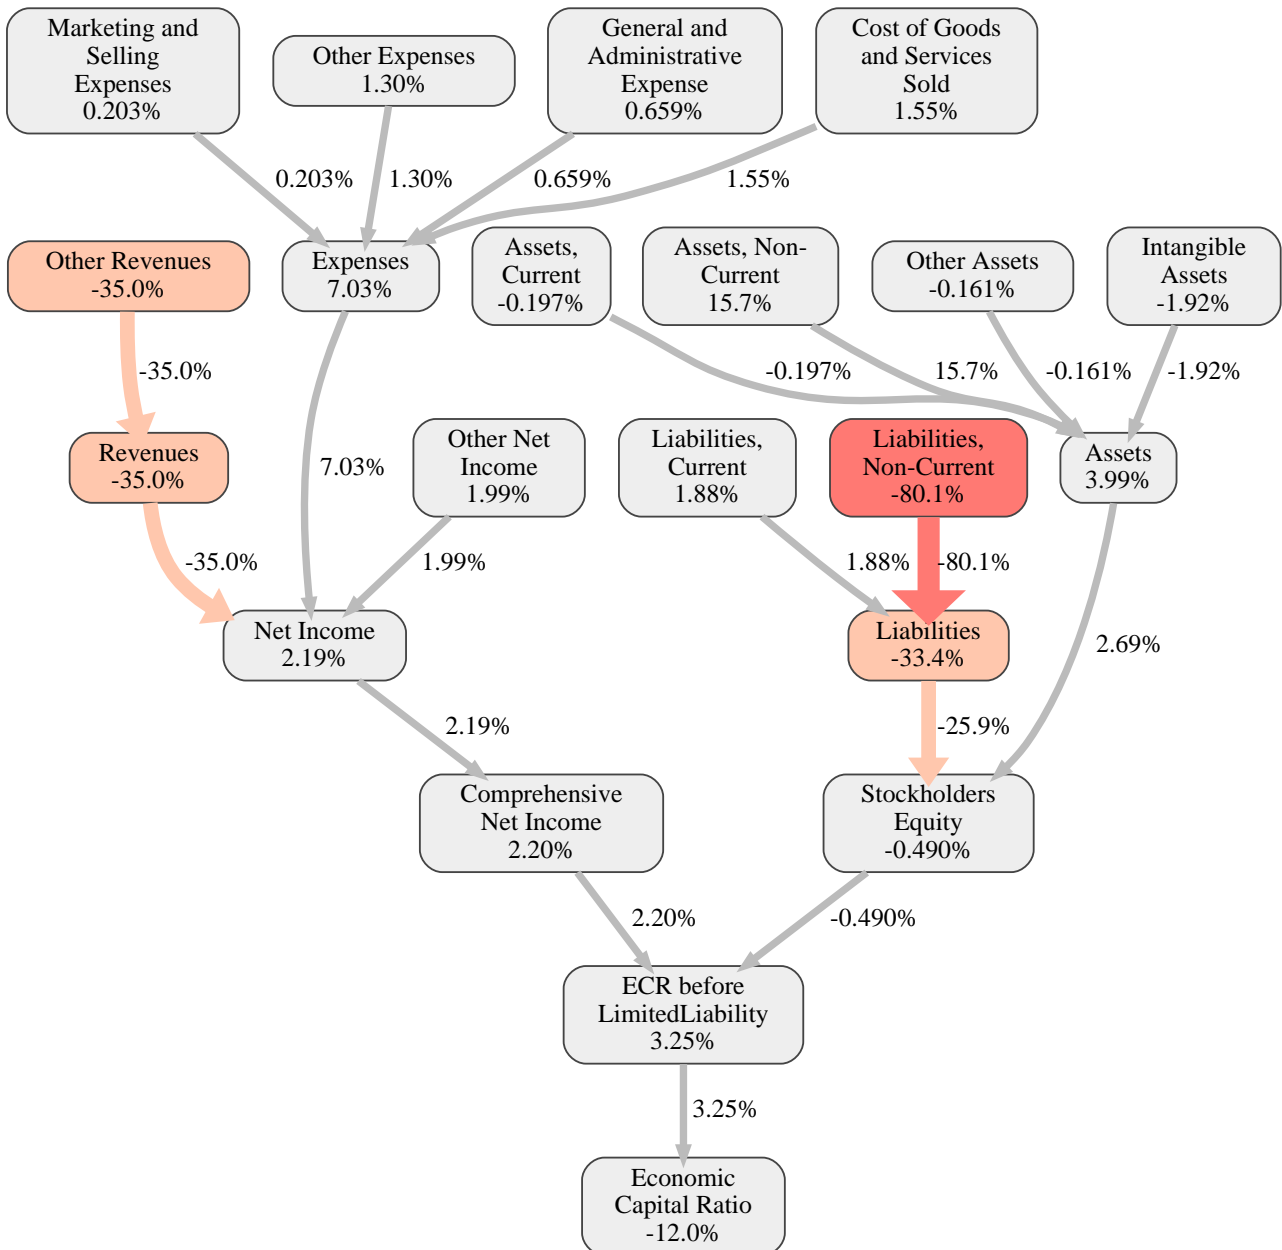 Marketing and
Selling
Expenses
0.203%
Other Expenses
1.30%
General and
Administrative
Expense
0.659%
Cost of Goods
and Services
Sold
1.55%
0.203%
1.30%
0.659%
1.55%
Other Revenues
-35.0%
Expenses
7.03%
Assets,
Current
-0.197%
Assets, Non-
Current
15.7%
Other Assets
-0.161%
Intangible
Assets
-1.92%
-35.0%
-0.197%
15.7%
-0.161%
-1.92%
Revenues
-35.0%
7.03%
Other Net
Income
1.99%
Liabilities,
Current
1.88%
Liabilities,
Non-Current
-80.1%
Assets
3.99%
-35.0%
1.99%
1.88%
-80.1%
Net Income
2.19%
Liabilities
-33.4%
2.69%
2.19%
-25.9%
Comprehensive
Net Income
2.20%
Stockholders
Equity
-0.490%
2.20%
-0.490%
ECR before
LimitedLiability
3.25%
3.25%
Economic
Capital Ratio
-12.0%